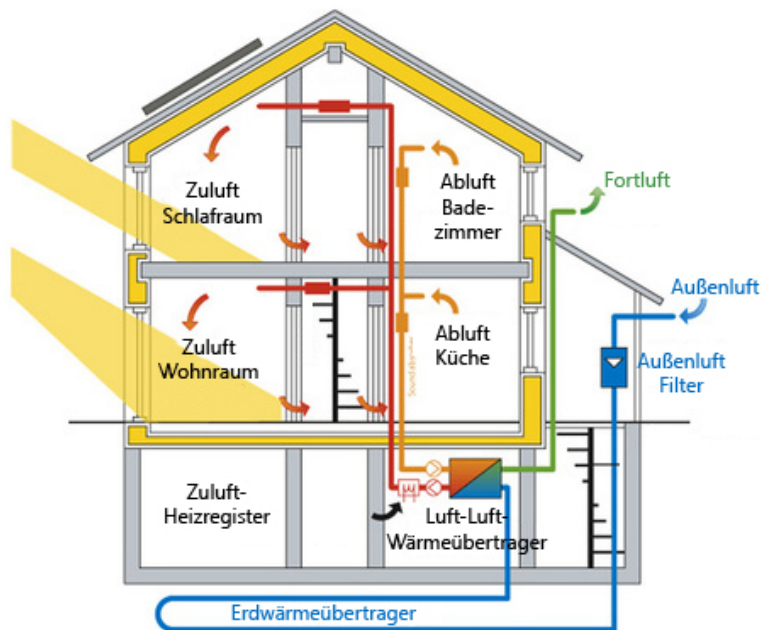 Zuluft
Schlafraum
Abluft
Bade-
zimmer
Fortluft
Außenluft
Zuluft
Wohnraum
Abluft
Küche
Außenluft
Filter
Zuluft-
Heizregister
Luft-Luft-
Wärmeübertrager
Erdwärmeübertrager